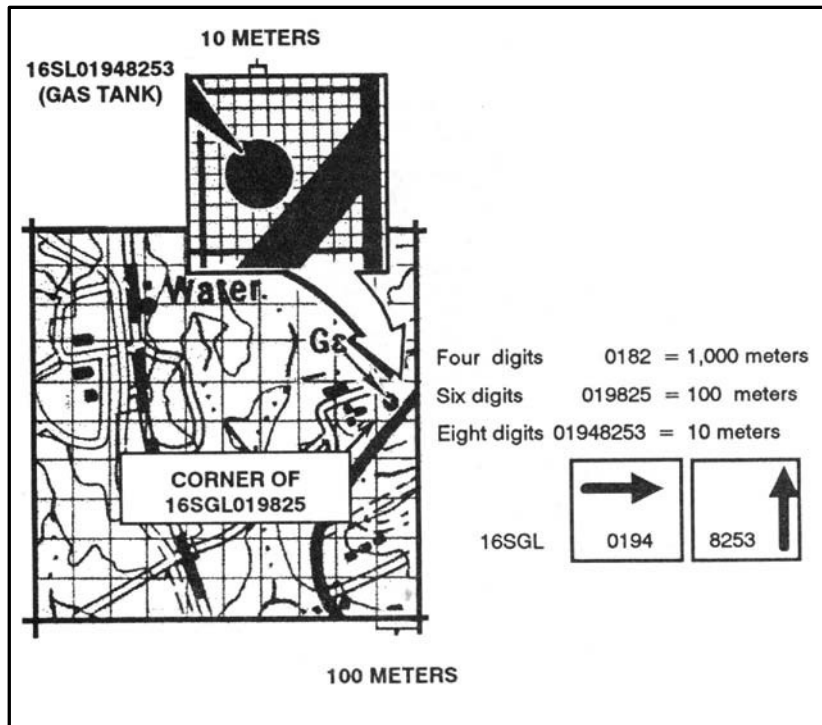 10 METERS
16SL01948253
(GAS TANK)
Water.
Ga
Four digits 0182 = 1,000 meters
Six digits 019825 = 100 meters
Eight digits 01948253 = 10 meters
CORNER OF
16SGL019825
16SGL 0194 8253
100 METERS